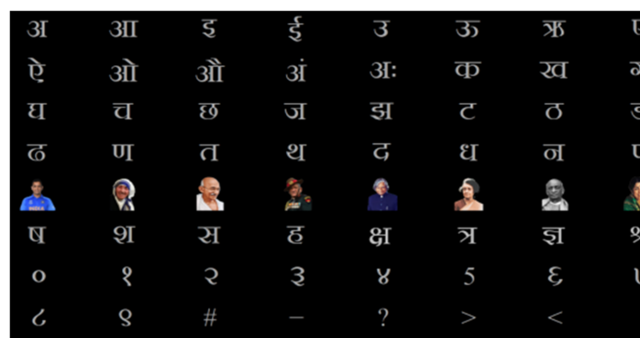 अ आ इ ई उ ऊ ऋ
ऐ ओ औ अं अः क ख
घ च छ ज झ ट ठ
ढ ण त थ द ध न
ष श स ह क्ष त्र ज्ञ
० १ २ ३ ४ 5 ६
८ ९ # – ? > <